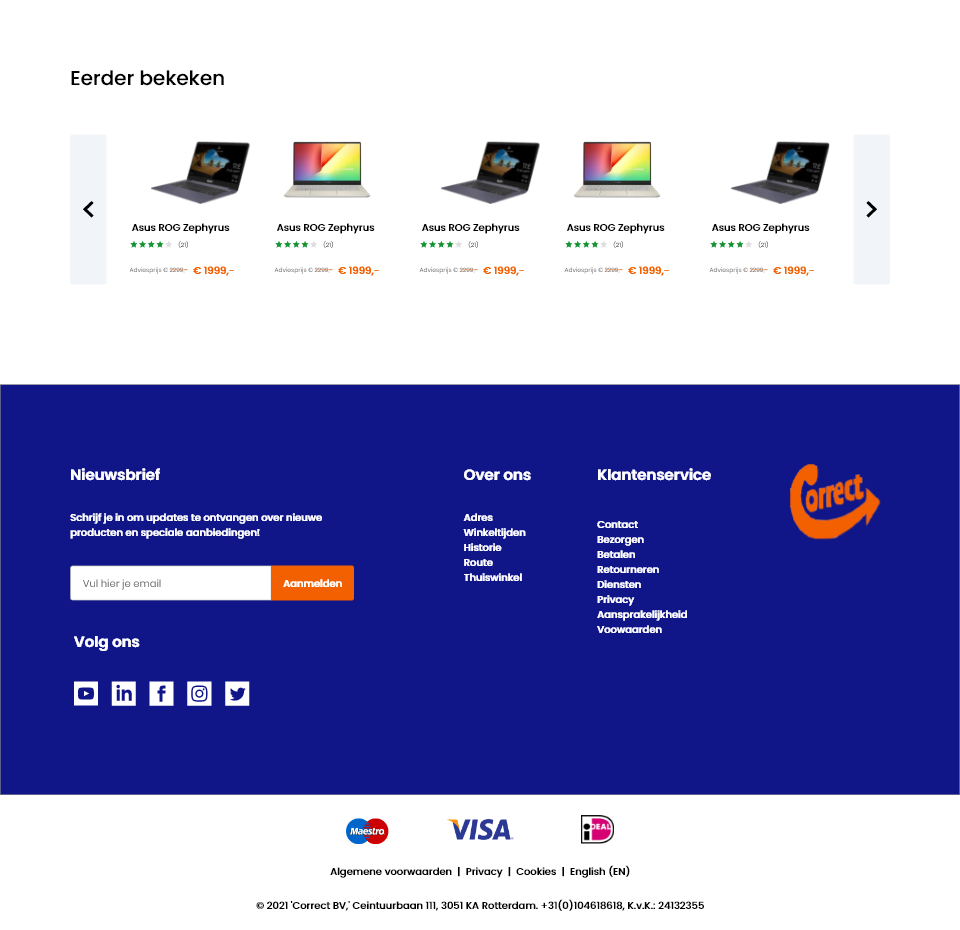 Eerder bekeken
Asus ROG Zephyrus
(21)
Adviesprijs € 2299,- € 1999,-
Asus ROG Zephyrus
(21)
Adviesprijs € 2299,- € 1999,-
Asus ROG Zephyrus
(21)
Adviesprijs € 2299,- € 1999,-
Asus ROG Zephyrus
(21)
Adviesprijs € 2299,- € 1999,-
Asus ROG Zephyrus
(21)
Adviesprijs € 2299,- € 1999,-
Nieuwsbrief
Schrijf je in om updates te ontvangen over nieuwe
producten en speciale aanbiedingen!
Vul hier je email
Aanmelden
Volg ons
in
f
Over ons
Adres
Winkeltijden
Historie
Route
Thuiswinkel
Klantenservice
Contact
Bezorgen
Betalen
Retourneren
Diensten
Privacy
Aansprakelijkheid
Voowaarden
Correct
Maestro
VISA
iDEAL
Algemene voorwaarden | Privacy | Cookies | English (EN)
© 2021 'Correct BV,' Ceintuurbaan 111, 3051 KA Rotterdam. +31(0)104618618, K.v.K.: 24132355